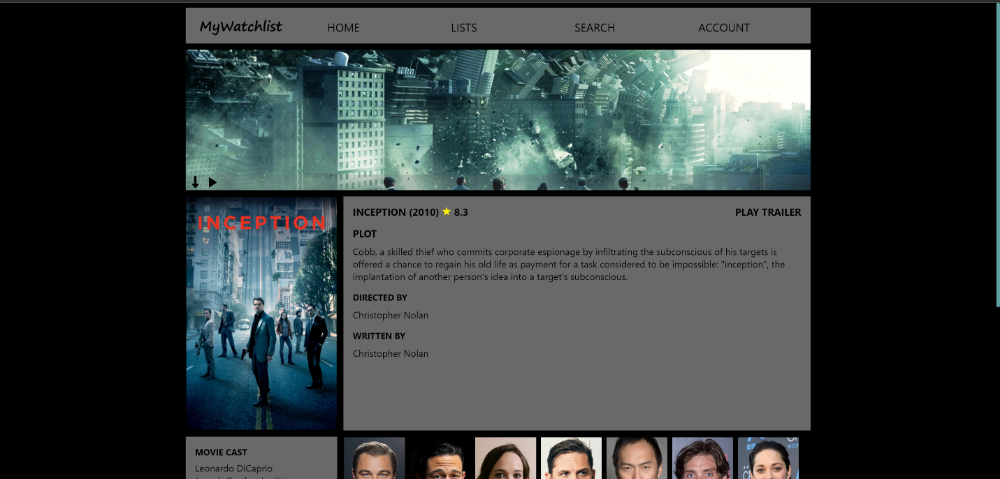 MyWatchlist HOME LISTS SEARCH ACCOUNT
INCEPTION
INCEPTION (2010) ★ 8.3 PLAY TRAILER
PLOT
Cobb, a skilled thief who commits corporate espionage by infiltrating the subconscious of his targets is
offered a chance to regain his old life as payment for a task considered to be impossible: "inception", the
implantation of another person's idea into a target's subconscious.
DIRECTED BY
Christopher Nolan
WRITTEN BY
Christopher Nolan
MOVIE CAST
Leonardo DiCaprio